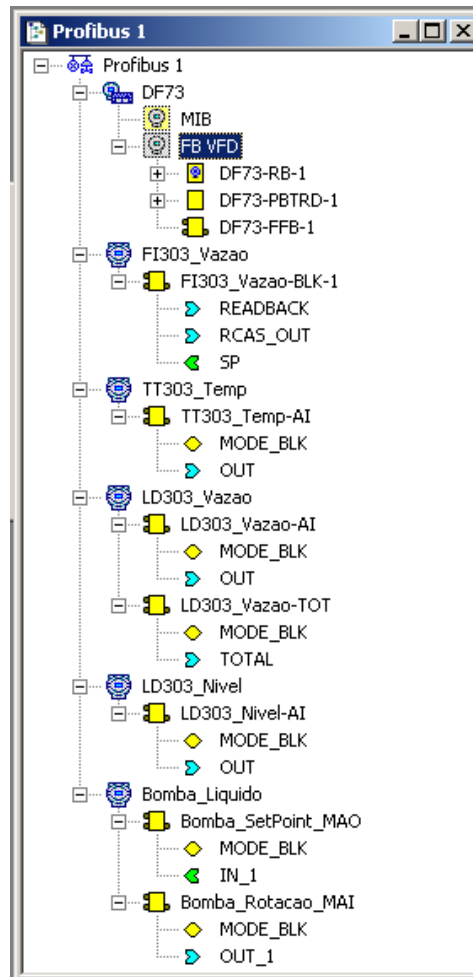 Profibus 1
Profibus 1
DF73
MIB
FB VFD
DF73-RB-1
DF73-PBTRD-1
DF73-FFB-1
FI303_Vazao
FI303_Vazao-BLK-1
READBACK
RCAS_OUT
SP
TT303_Temp
TT303_Temp-AI
MODE_BLK
OUT
LD303_Vazao
LD303_Vazao-AI
MODE_BLK
OUT
LD303_Vazao-TOT
MODE_BLK
TOTAL
LD303_Nivel
LD303_Nivel-AI
MODE_BLK
OUT
Bomba_Liquido
Bomba_SetPoint_MAO
MODE_BLK
IN_1
Bomba_Rotacao_MAI
MODE_BLK
OUT_1